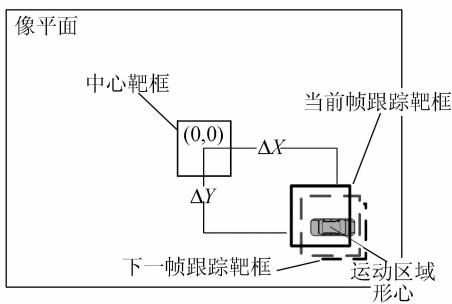 像平面
中心靶框
当前帧跟踪靶框
(0,0)
ΔX
ΔY
下一帧跟踪靶框
运动区域
形心